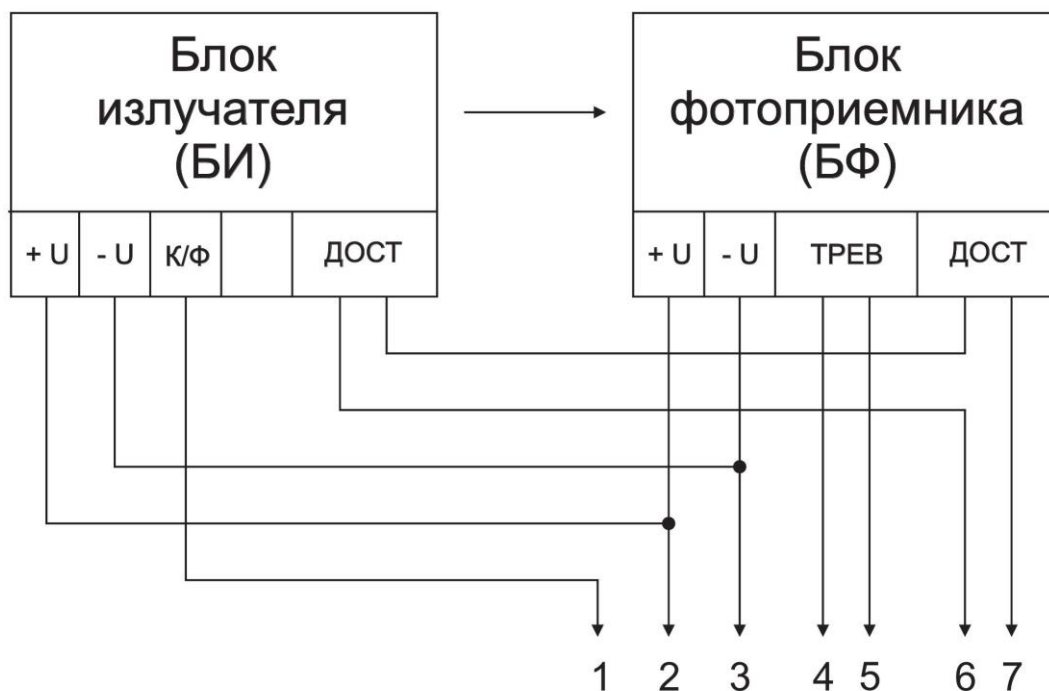 Блок
излучателя
(БИ)
Блок
фотоприемника
(БФ)
+ U - U К/Ф ДОСТ
+ U - U ТРЕВ ДОСТ
1 2 3 4 5 6 7